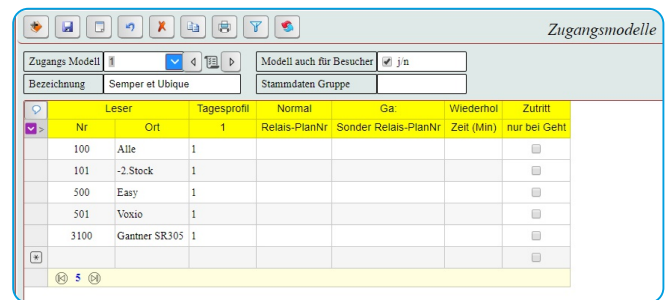 Zugangsmodelle
Zugangs Modell 1 Modell auch für Besucher j/n
Bezeichnung Semper et Ubique Stammdaten Gruppe
Leser Tagesprofil Normal Ga: Wiederhol Zutritt
Nr Ort 1 Relais-PlanNr Sonder Relais-PlanNr Zeit (Min) nur bei Geht
100 Alle 1
101 -2.Stock 1
500 Easy 1
501 Voxio 1
3100 Gantner SR305 1
5